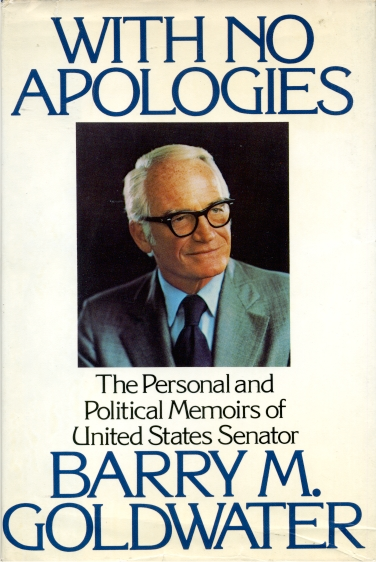 WITH NO
APOLOGIES
The Personal and
Political Memoirs of
United States Senator
BARRY M.
GOLDWATER